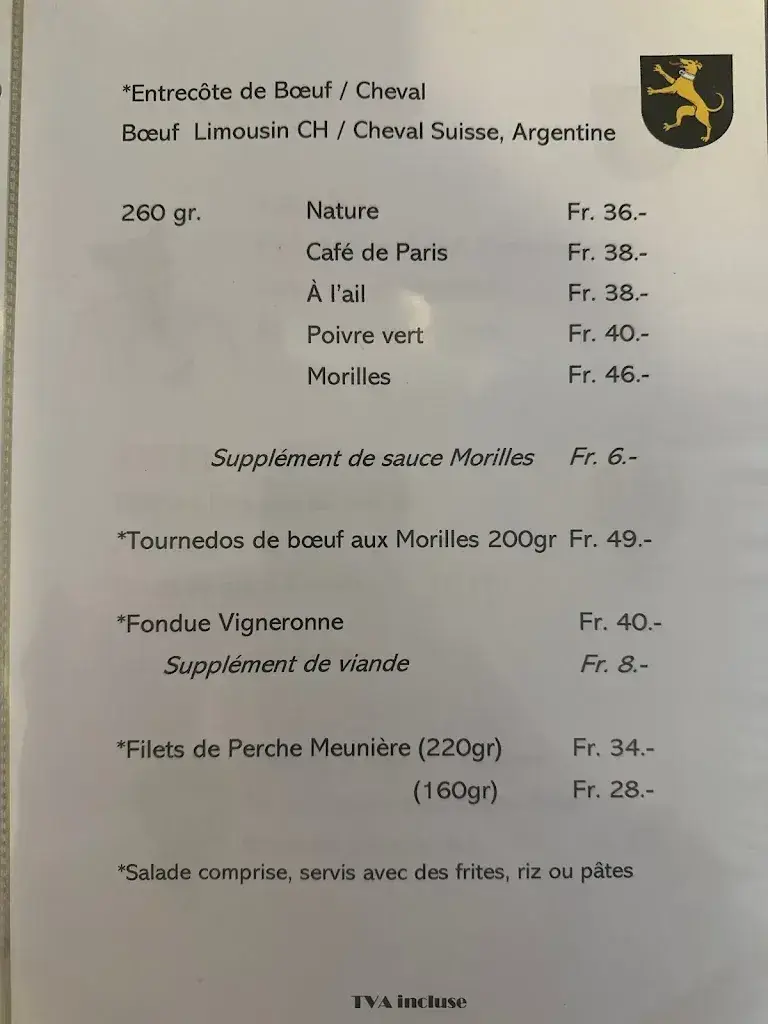 *Entrecôte de Bœuf / Cheval
Bœuf Limousin CH / Cheval Suisse, Argentine
260 gr. Nature Fr. 36.-
Café de Paris Fr. 38.-
À l'ail Fr. 38.-
Poivre vert Fr. 40.-
Morilles Fr. 46.-
Supplément de sauce Morilles Fr. 6.-
*Tournedos de bœuf aux Morilles 200gr Fr. 49.-
*Fondue Vigneronne Fr. 40.-
Supplément de viande Fr. 8.-
*Filets de Perche Meunière (220gr) Fr. 34.-
(160gr) Fr. 28.-
*Salade comprise, servis avec des frites, riz ou pâtes
TVA incluse